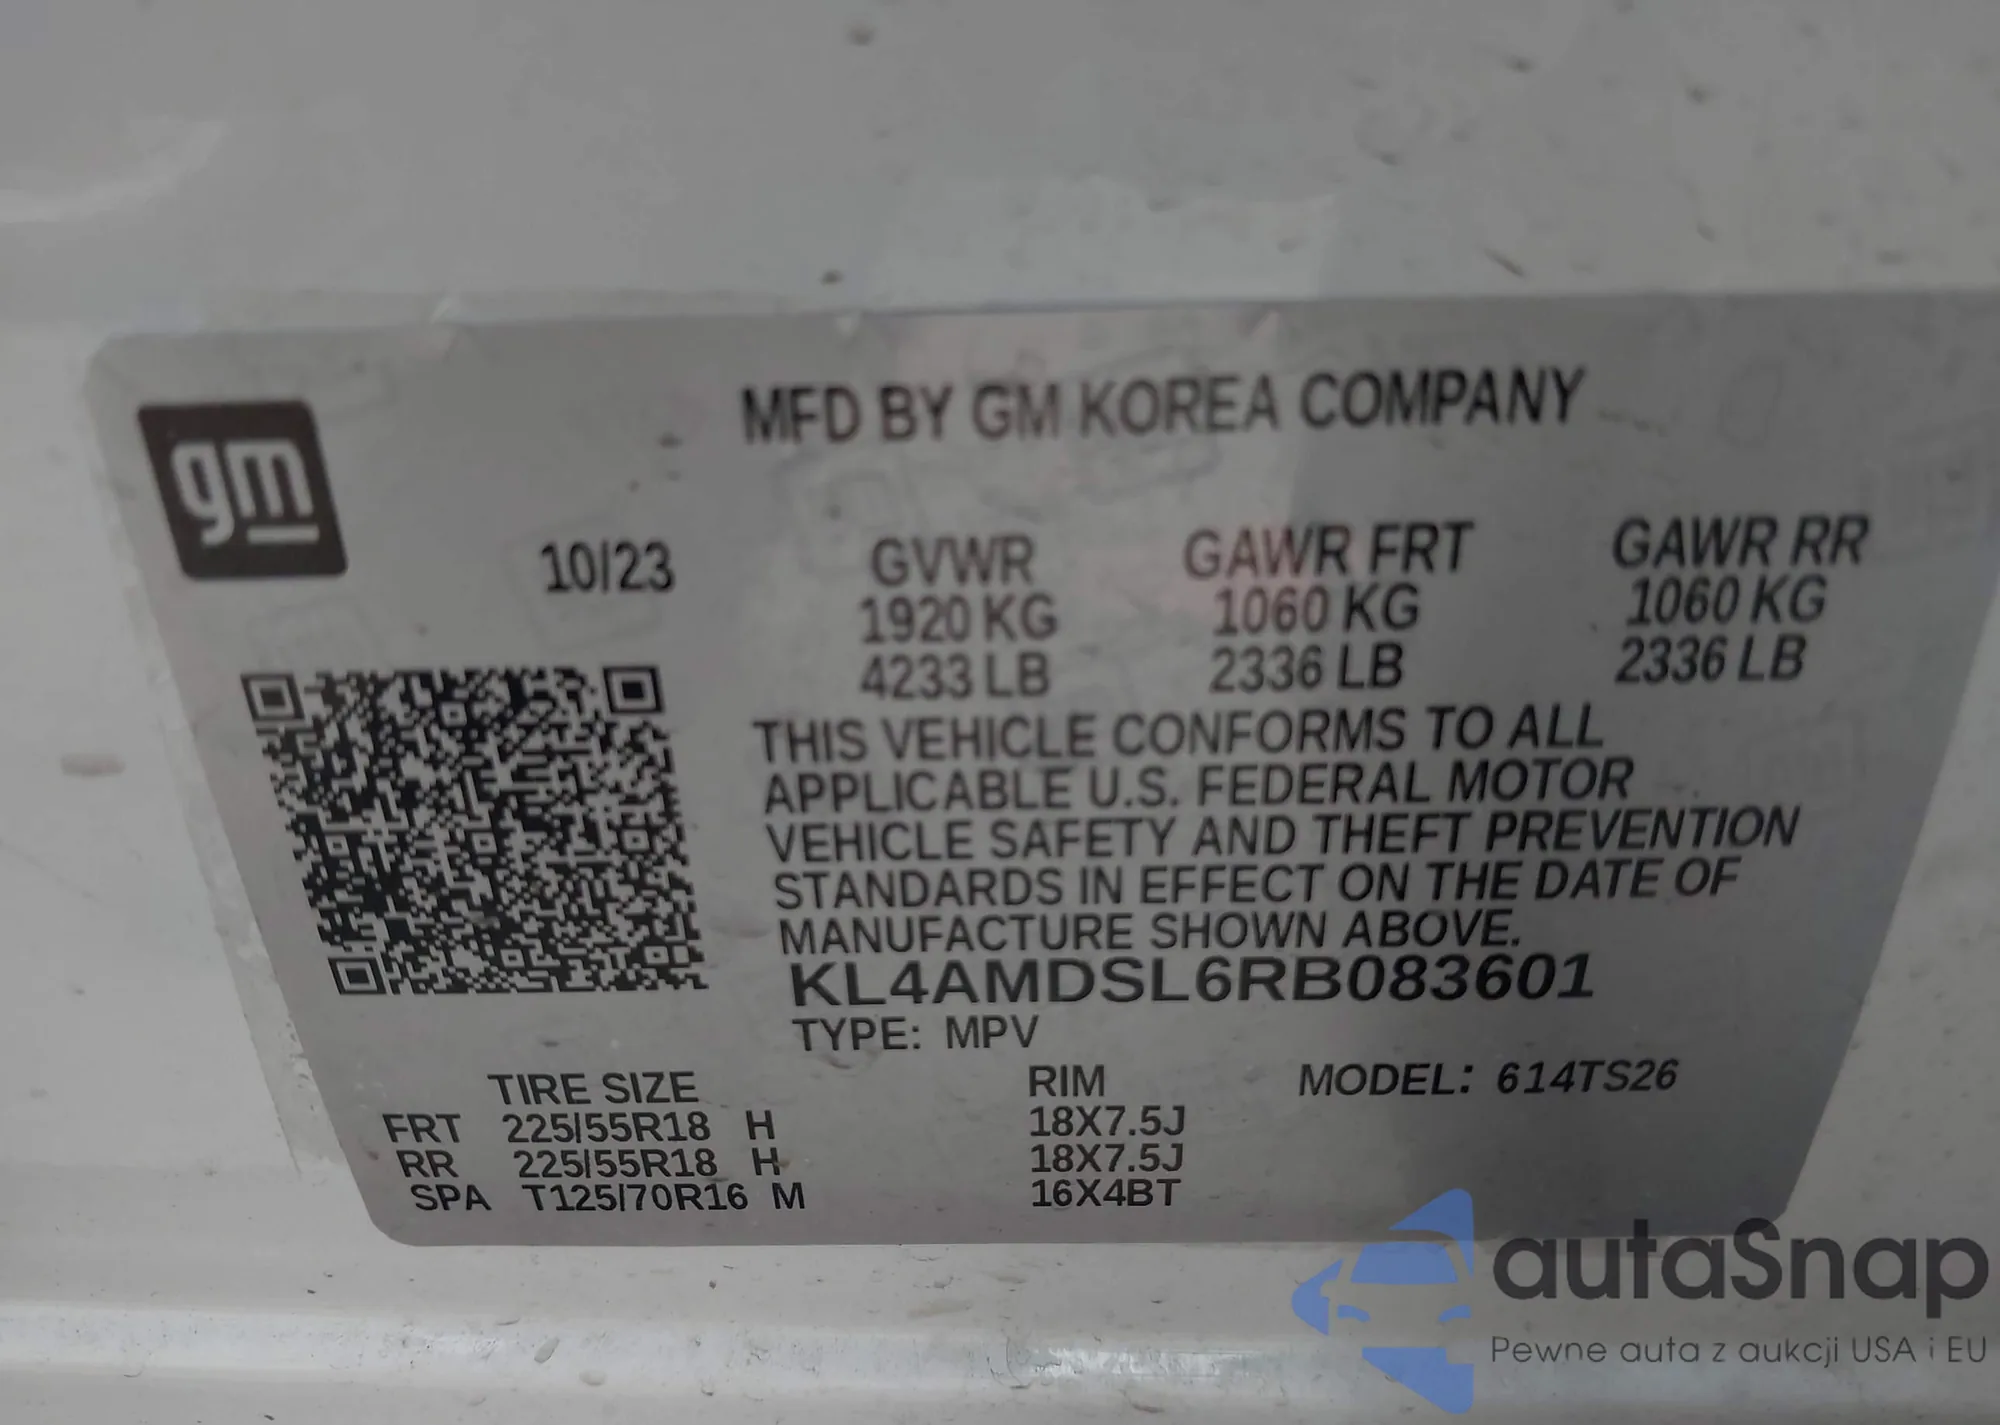 gm
MFD BY GM KOREA COMPANY
10/23 GVWR GAWR FRT GAWR RR
1920 KG 1060 KG 1060 KG
4233 LB 2336 LB 2336 LB
THIS VEHICLE CONFORMS TO ALL
APPLICABLE U.S. FEDERAL MOTOR
VEHICLE SAFETY AND THEFT PREVENTION
STANDARDS IN EFFECT ON THE DATE OF
MANUFACTURE SHOWN ABOVE.
KL4AMDSL6RB083601
TYPE: MPV
TIRE SIZE RIM MODEL: 614TS26
FRT 225/55R18 H 18X7.5J
RR 225/55R18 H 18X7.5J
SPA T125/70R16 M 16X4BT
autaSnap
Pewne auta z aukcji USA i EU